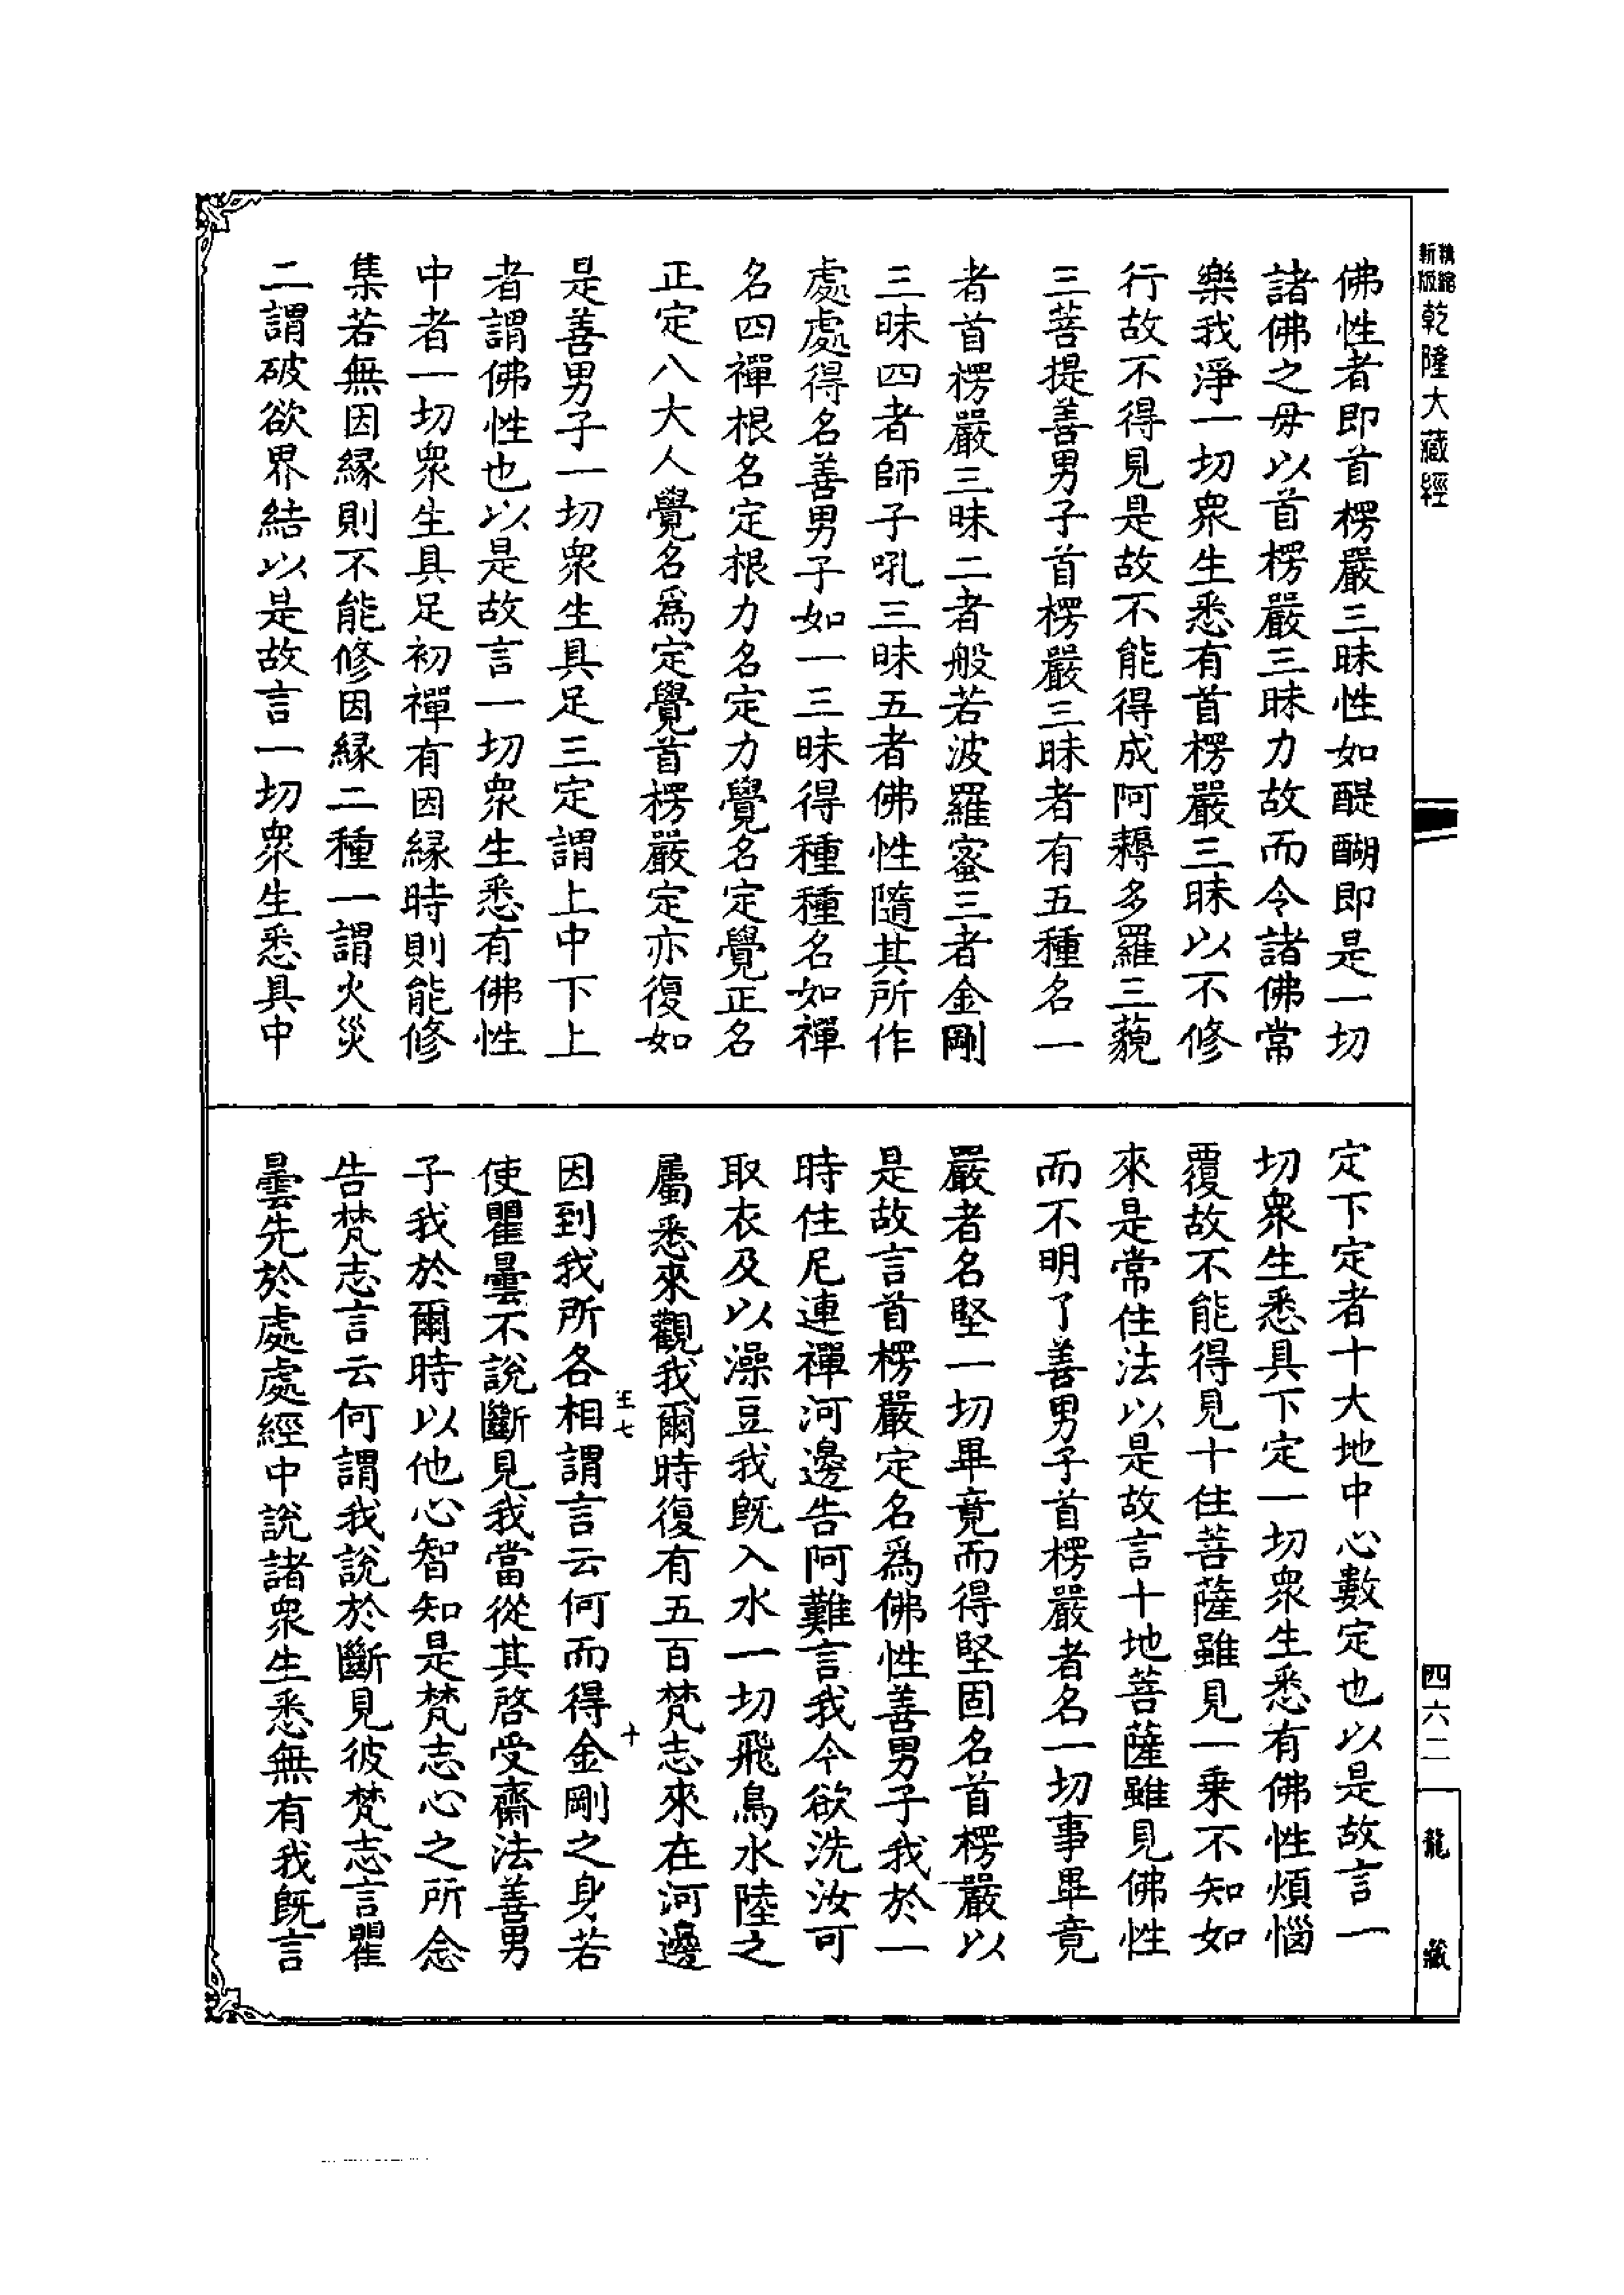 新版
精縮
乾隆大藏經
佛性者即首楞嚴三昧性如醍醐即是一切
諸佛之母以首楞嚴三昧力故而令諸佛常
樂我淨一切衆生悉有首楞嚴三昧以不修
行故不得見是故不能得成阿耨多羅三藐
三菩提善男子首楞嚴三昧者有五種名一
者首楞嚴三昧二者般若波羅蜜三者金剛
三昧四者師子吼三昧五者佛性隨其所作
處處得名善男子如一三昧得種種名如禪
名四禪根名定根力名定力覺名定覺正名
正定八大人覺名爲定覺首楞嚴定亦復如
是善男子一切衆生具足三定謂上中下上
者謂佛性也以是故言一切衆生悉有佛性
中者一切衆生具足初禪有因緣時則能修
集若無因緣則不能修因緣二種一謂火災
二謂破欲界結以是故言一切衆生悉具中
定下定者十大地中心數定也以是故言一
切衆生悉具下定一切衆生悉有佛性煩惱
覆故不能得見十住菩薩雖見一乘不知如
來是常住法以是故言十地菩薩雖見佛性
而不明了善男子首楞嚴者名一切事畢竟
嚴者名堅一切畢竟而得堅固名首楞嚴以
是故言首楞嚴定名爲佛性善男子我於一
時住尼連禪河邊告阿難言我今欲洗汝可
取衣及以澡豆我既入水一切飛鳥水陸之
屬悉來觀我爾時復有五百梵志來在河邊
王七 十
因到我所各相謂言云何而得金剛之身若
使瞿曇不說斷見我當從其啓受齋法善男
子我於爾時以他心智知是梵志心之所念
告梵志言云何謂我說於斷見彼梵志言瞿
曇先於處處經中說諸衆生悉無有我既言
四六二
龍藏